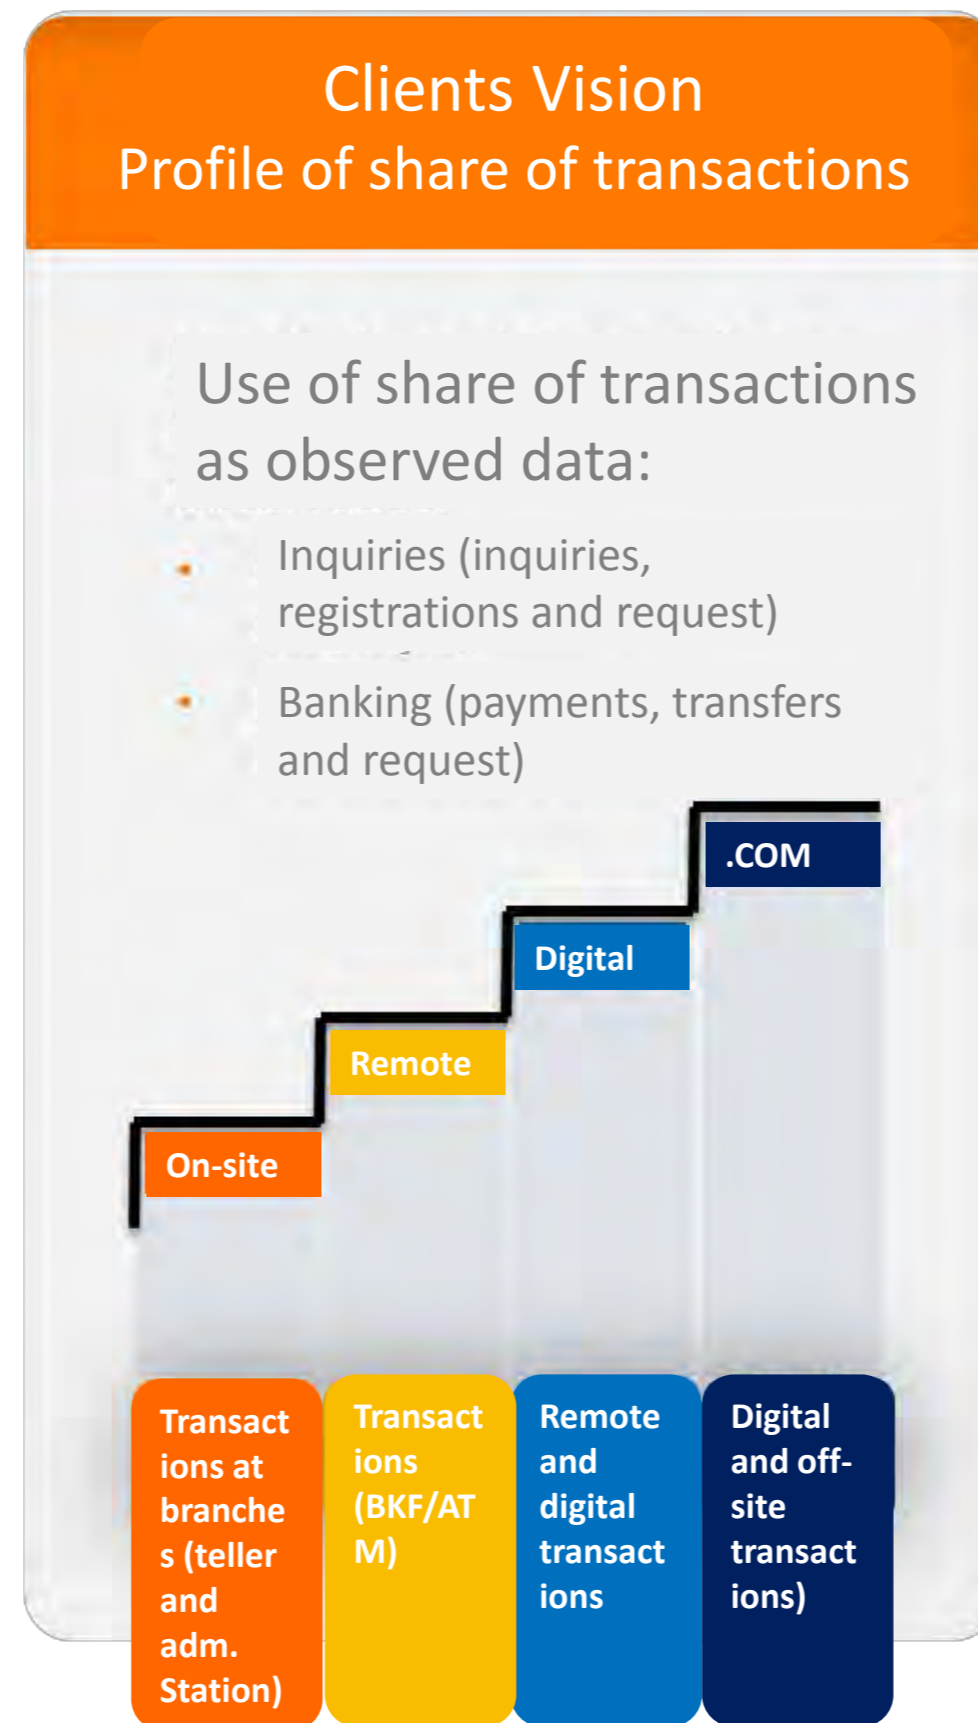 Clients Vision
Profile of share of transactions
Use of share of transactions
as observed data:
• Inquiries (inquiries,
registrations and request)
• Banking (payments, transfers
and request)
.COM
Digital
Remote
On-site
Transact
ions at
branche
s (teller
and
adm.
Station)
Transact
ions
(BKF/AT
M)
Remote
and
digital
transact
ions
Digital
and off-
site
transact
ions)